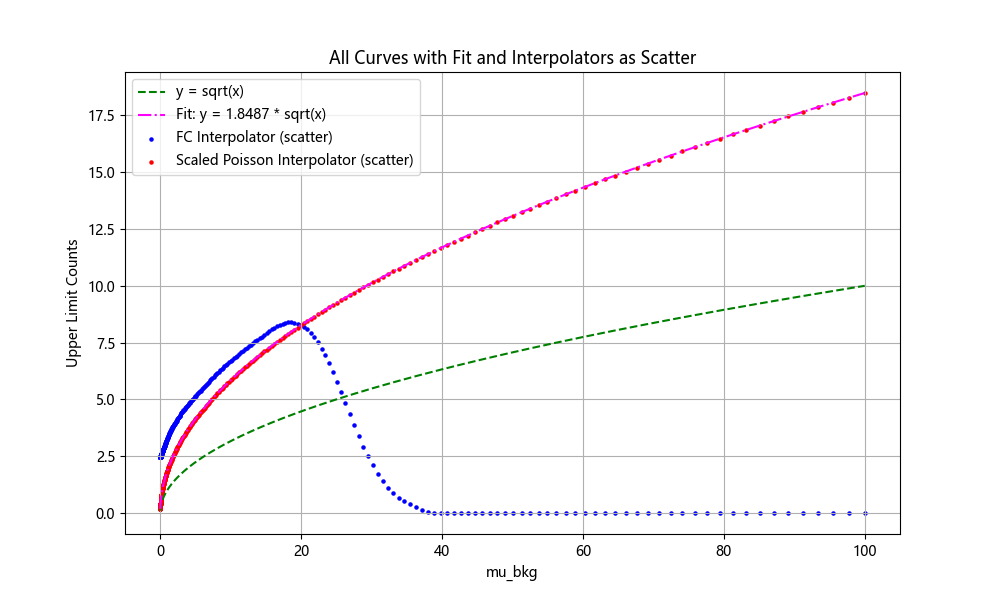 All Curves with Fit and Interpolators as Scatter
y = sqrt(x)
Fit: y = 1.8487 * sqrt(x)
FC Interpolator (scatter)
Scaled Poisson Interpolator (scatter)
Upper Limit Counts
17.5
15.0
12.5
10.0
7.5
5.0
2.5
0.0
0 20 40 60 80 100
mu_bkg